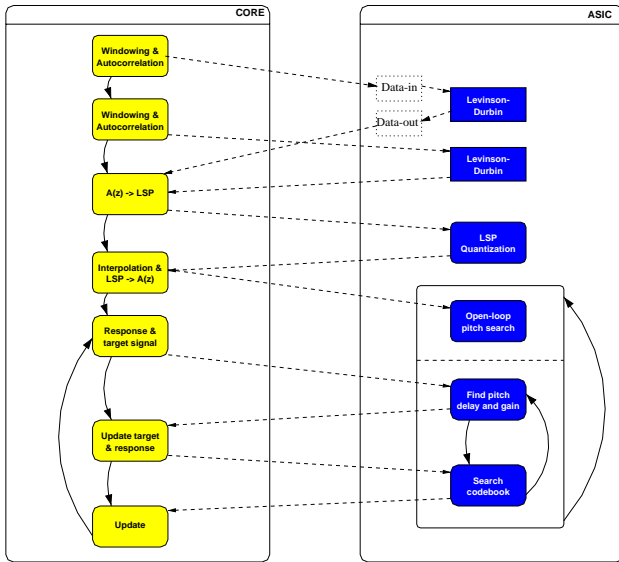 CORE
ASIC
Windowing &
Autocorrelation
Data-in
Levinson-
Durbin
Windowing &
Autocorrelation
Data-out
Levinson-
Durbin
A(z) -> LSP
LSP
Quantization
Interpolation &
LSP -> A(z)
Open-loop
pitch search
Response &
target signal
Find pitch
delay and gain
Update target
& response
Search
codebook
Update